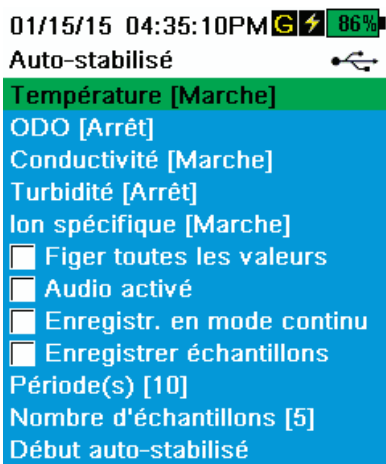 01/15/15 04:35:10PM G 86%
Auto-stabilisé
Température [Marche]
ODO [Arrêt]
Conductivité [Marche]
Turbidité [Arrêt]
Ion spécifique [Marche]
Figer toutes les valeurs
Audio activé
Enregistr. en mode continu
Enregistrer échantillons
Période(s) [10]
Nombre d'échantillons [5]
Début auto-stabilisé